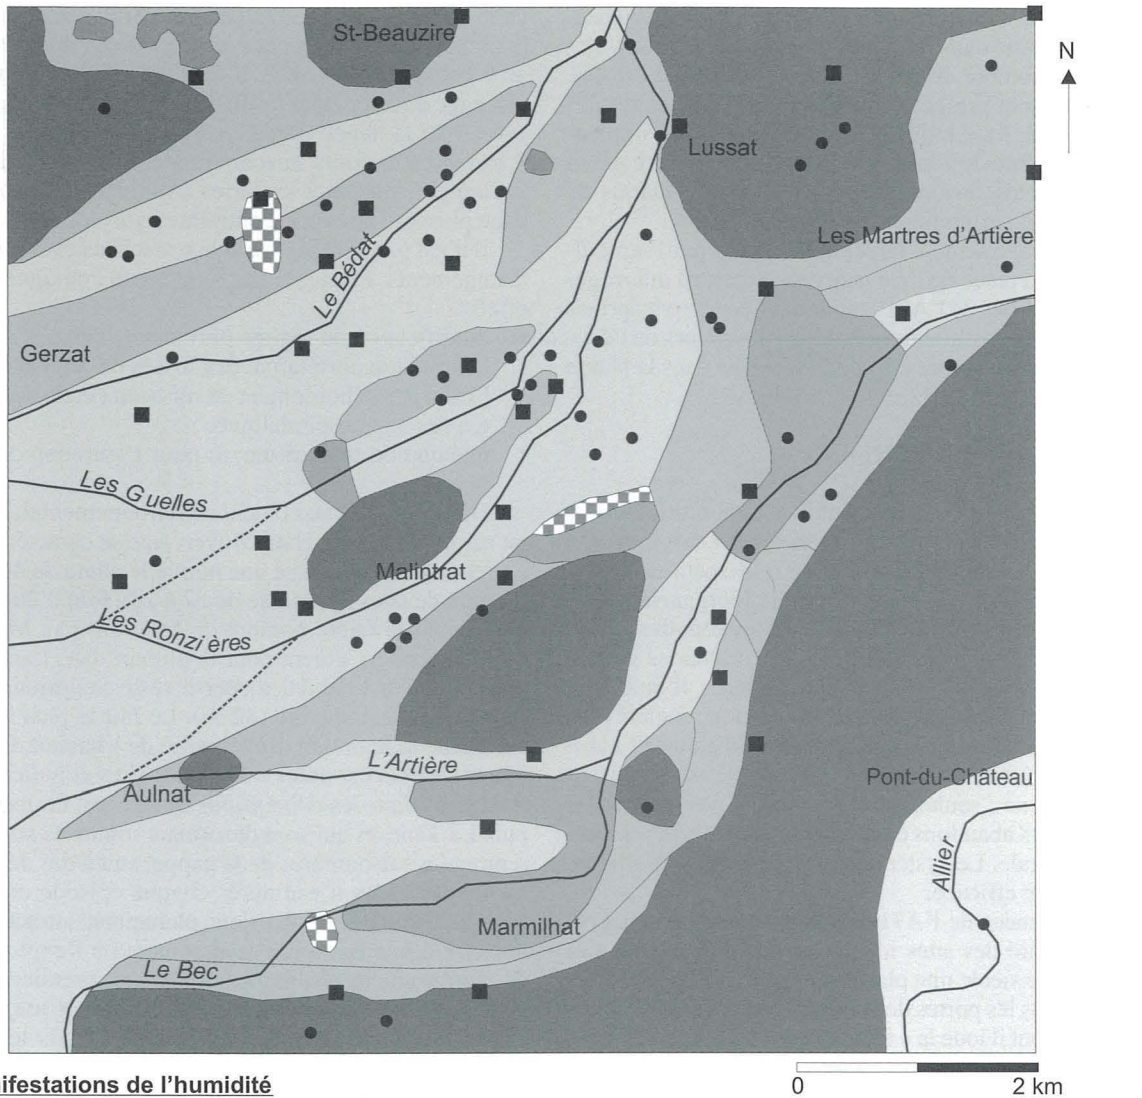 St-Beauzire
N
Lussat
Les Martres d'Artière
Le Bédat
Gerzat
Les Guelles
Malintrat
Les Ronzières
L'Artière
Aulnat
Pont-du-Château
Allier
Marmilhat
Le Bec
ifestations de l'humidité
0
2 km